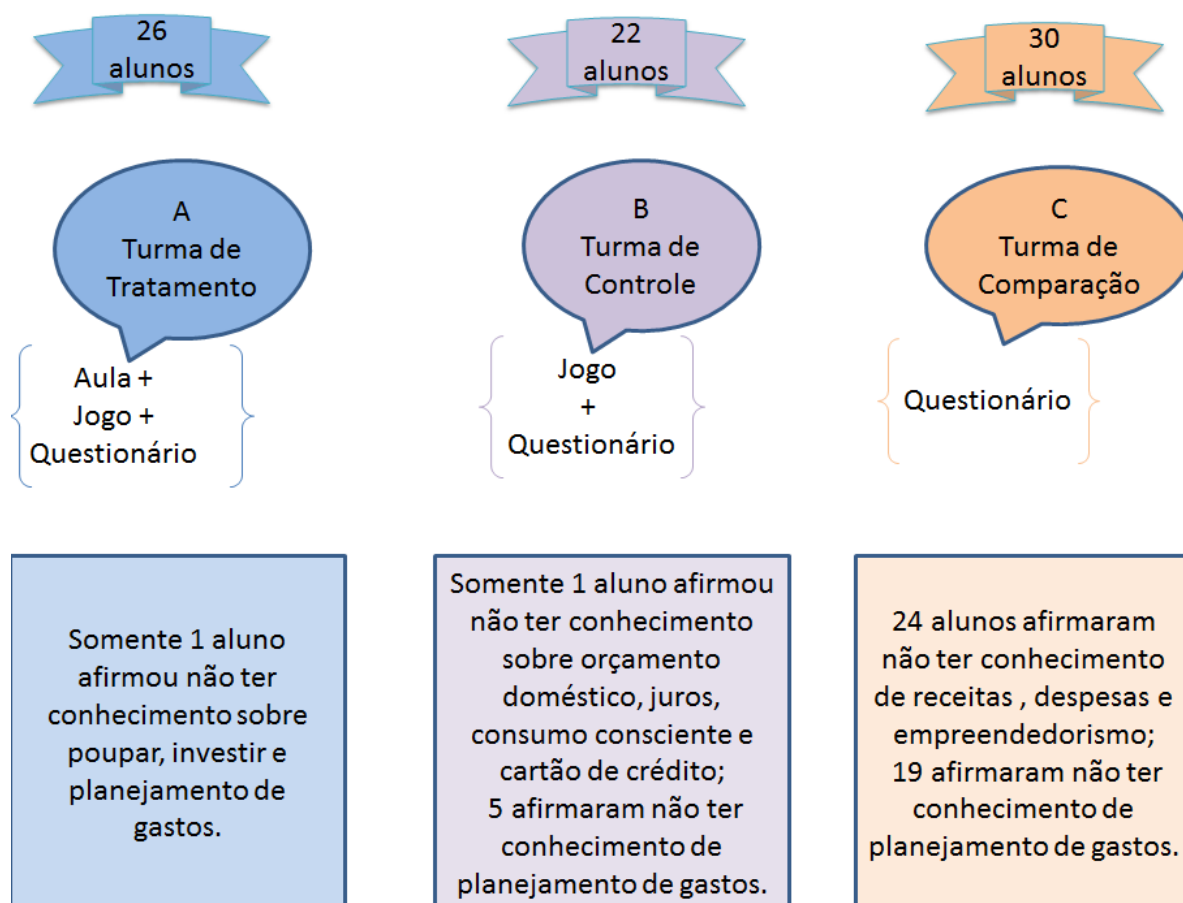 26
alunos
22
alunos
30
alunos
A
Turma de
Tratamento
B
Turma de
Controle
C
Turma de
Comparação
Aula +
Jogo +
Questionário
Jogo
+
Questionário
Questionário
Somente 1 aluno
afirmou não ter
conhecimento sobre
poupar, investir e
planejamento de
gastos.
Somente 1 aluno afirmou
não ter conhecimento
sobre orçamento
doméstico, juros,
consumo consciente e
cartão de crédito;
5 afirmaram não ter
conhecimento de
planejamento de gastos.
24 alunos afirmaram
não ter conhecimento
de receitas , despesas e
empreendedorismo;
19 afirmaram não ter
conhecimento de
planejamento de gastos.